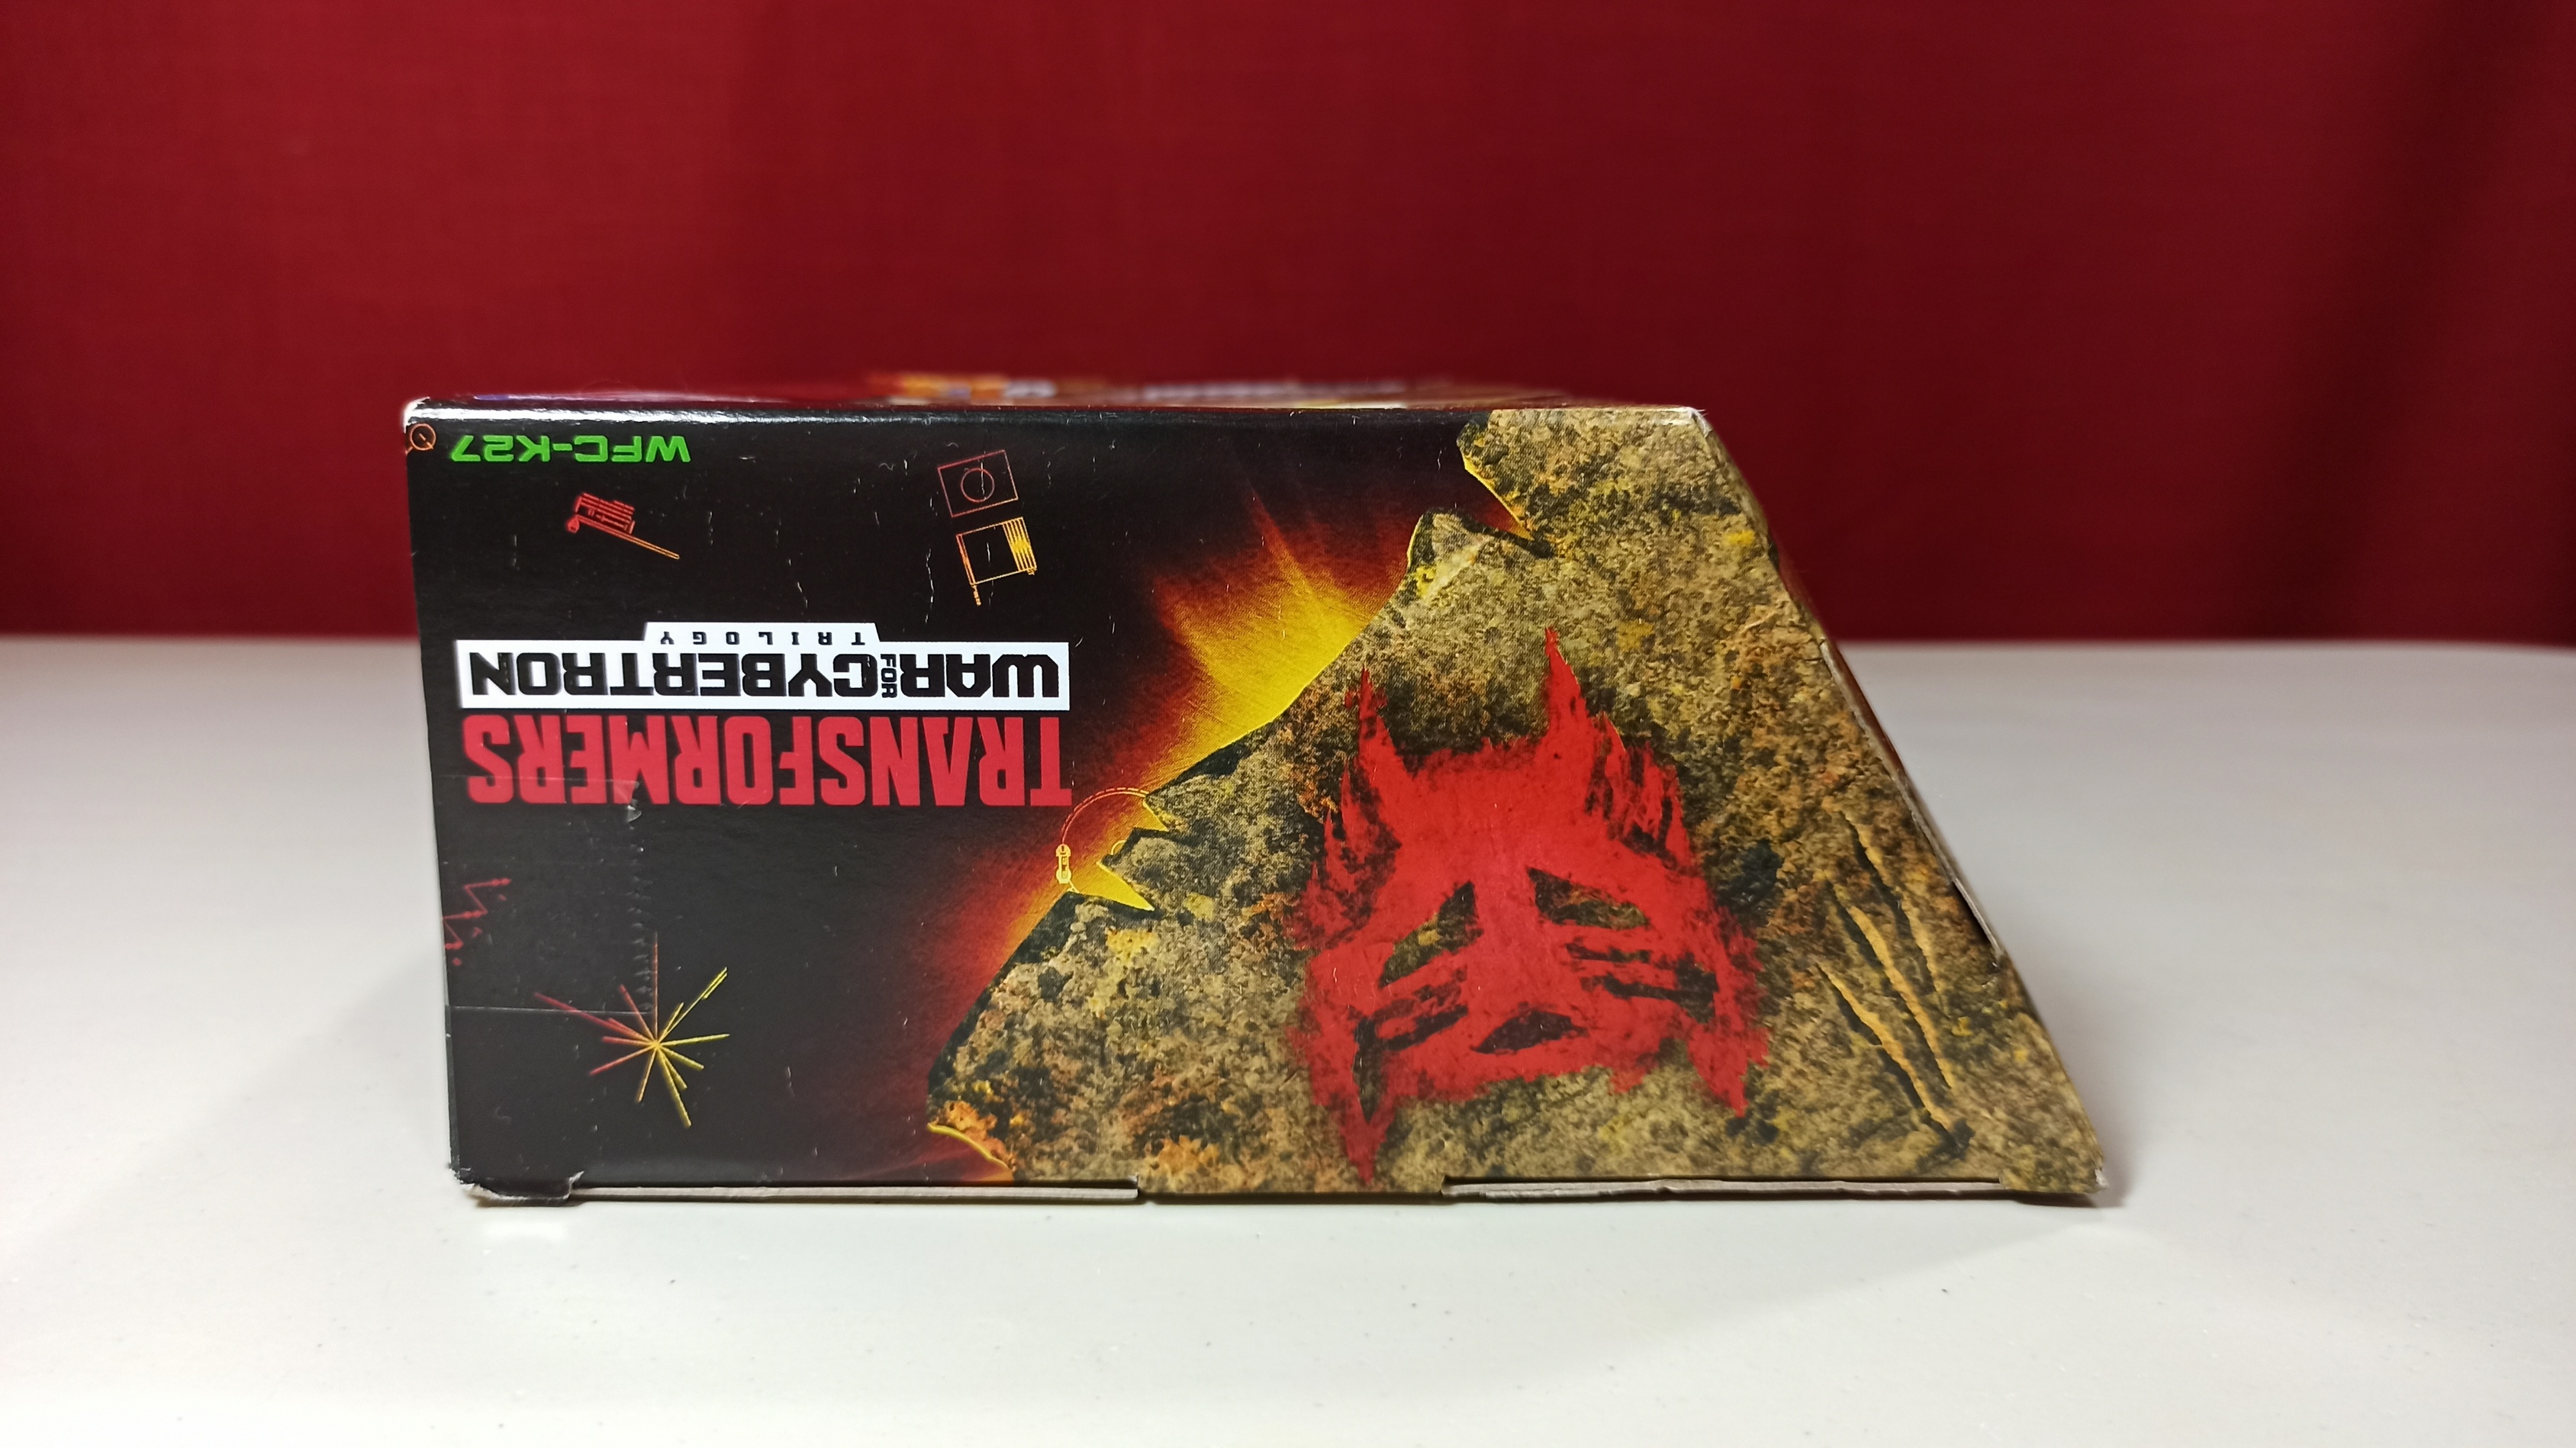 TRANSFORMERS
WAR FOR CYBERTRON
TRILOGY
WFC-K27